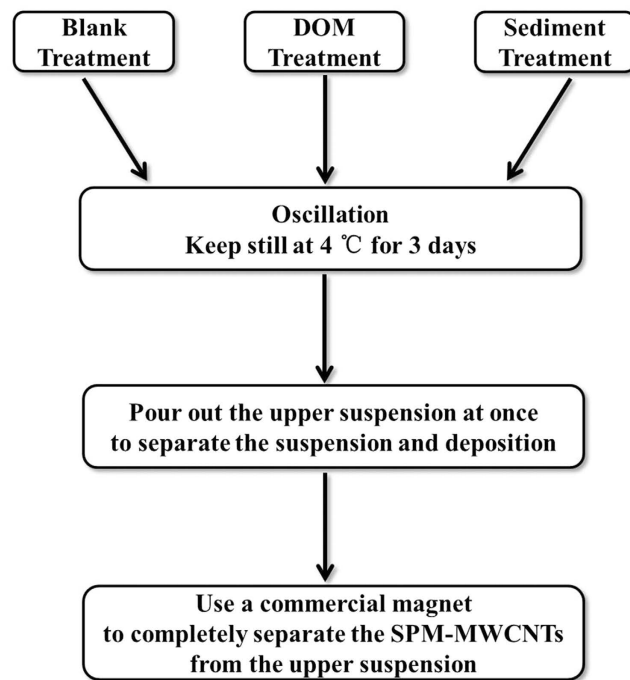 Blank
Treatment
DOM
Treatment
Sediment
Treatment
Oscillation
Keep still at 4 ℃ for 3 days
Pour out the upper suspension at once
to separate the suspension and deposition
Use a commercial magnet
to completely separate the SPM-MWCNTs
from the upper suspension